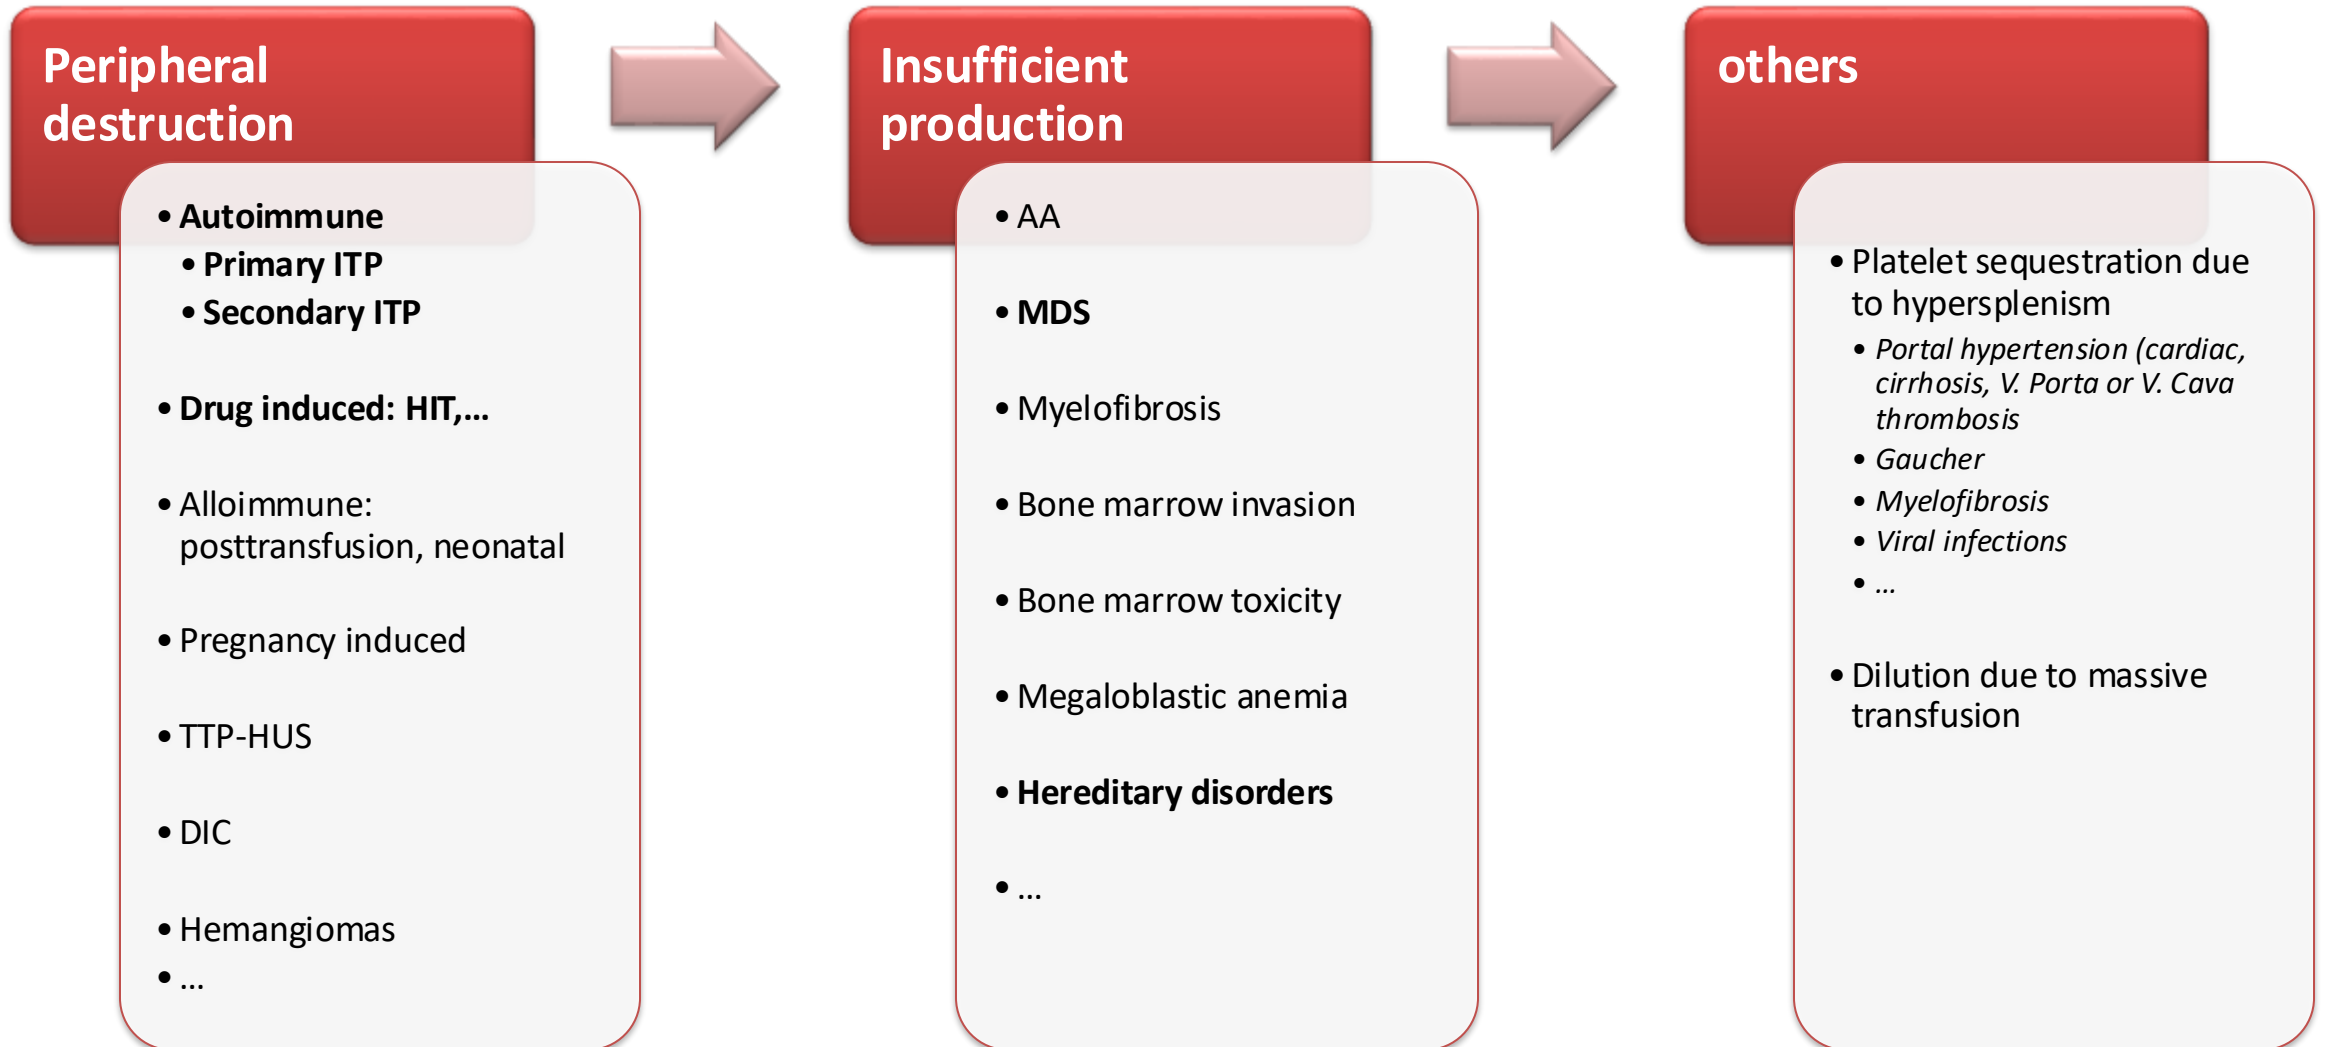 Peripheral
destruction
• Autoimmune
• Primary ITP
• Secondary ITP
• Drug induced: HIT,...
• Alloimmune:
posttransfusion, neonatal
• Pregnancy induced
• TTP-HUS
• DIC
• Hemangiomas
• ...
Insufficient
production
• AA
• MDS
• Myelofibrosis
• Bone marrow invasion
• Bone marrow toxicity
• Megaloblastic anemia
• Hereditary disorders
• ...
others
• Platelet sequestration due
to hypersplenism
• Portal hypertension (cardiac,
cirrhosis, V. Porta or V. Cava
thrombosis
• Gaucher
• Myelofibrosis
• Viral infections
• ...
• Dilution due to massive
transfusion